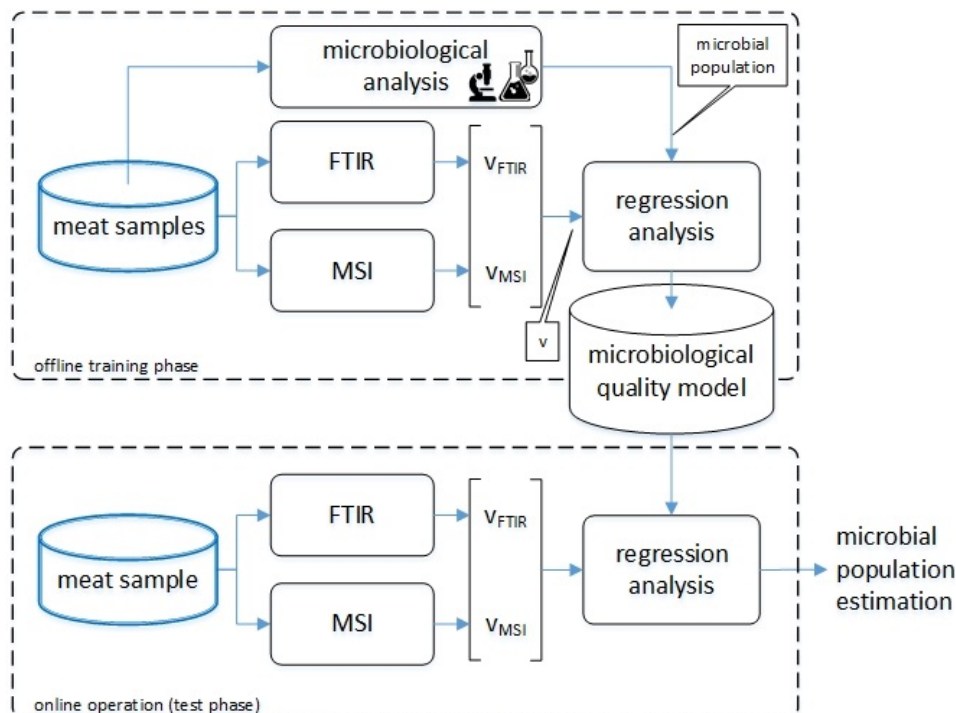 microbiological
analysis
microbial
population
FTIR
vFTIR
meat samples
regression
analysis
MSI
vMSI
v
offline training phase
microbiological
quality model
FTIR
vFTIR
meat sample
regression
analysis
microbial
population
estimation
MSI
vMSI
online operation (test phase)